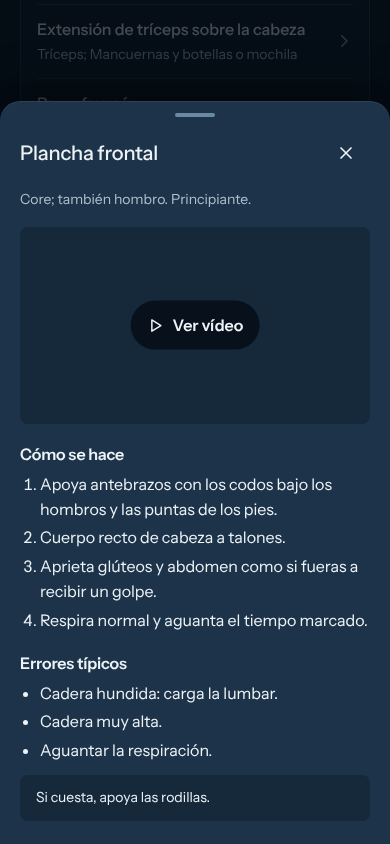 Extensión de tríceps sobre la cabeza
Tríceps; Mancuernas y botellas o mochila
Plancha frontal
Core; también hombro. Principiante.
Ver vídeo
Cómo se hace
1. Apoya antebrazos con los codos bajo los
hombros y las puntas de los pies.
2. Cuerpo recto de cabeza a talones.
3. Aprieta glúteos y abdomen como si fueras a
recibir un golpe.
4. Respira normal y aguanta el tiempo marcado.
Errores típicos
• Cadera hundida: carga la lumbar.
• Cadera muy alta.
• Aguantar la respiración.
Si cuesta, apoya las rodillas.